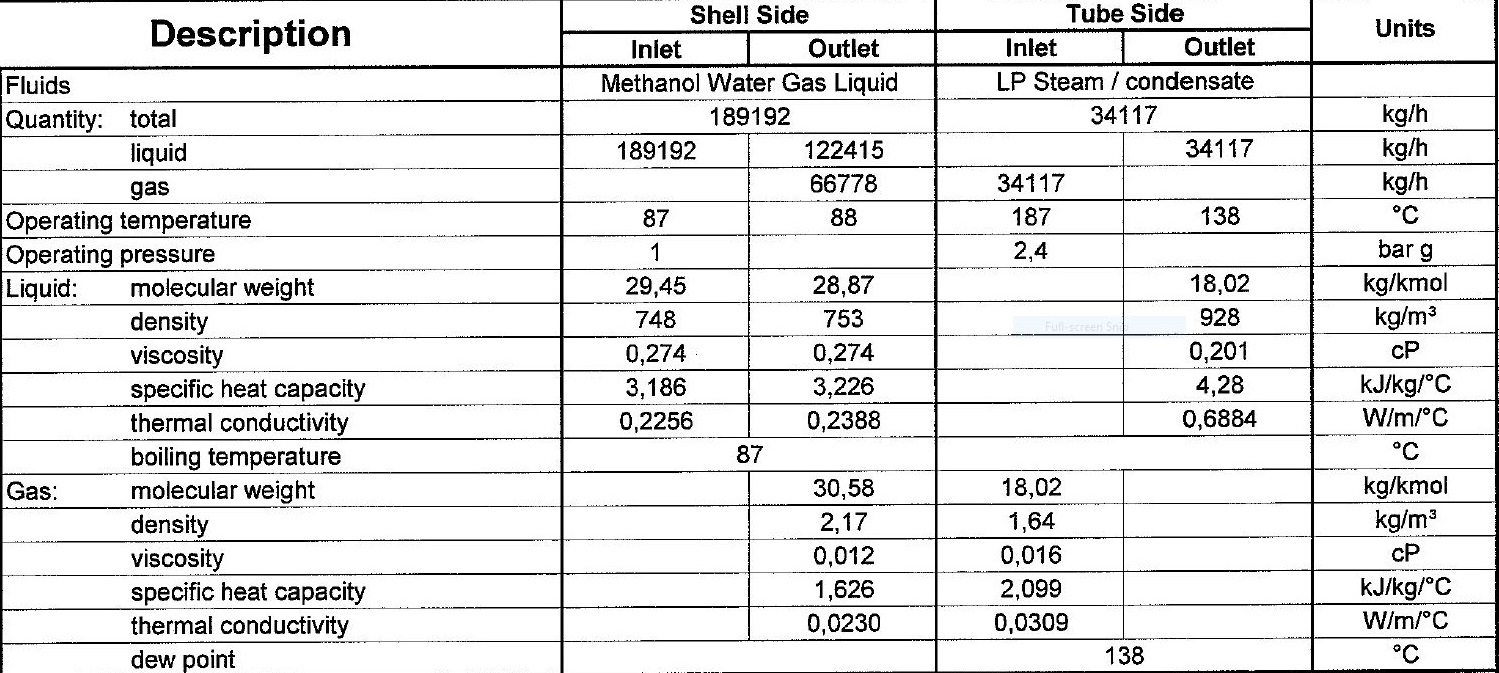 Description Shell Side Tube Side Units
Inlet Outlet Inlet Outlet
Fluids Methanol Water Gas Liquid LP Steam / condensate
Quantity: total 189192 34117 kg/h
liquid 189192 122415 34117 kg/h
gas 66778 34117 kg/h
Operating temperature 87 88 187 138 °C
Operating pressure 1 2,4 bar g
Liquid: molecular weight 29,45 28,87 18,02 kg/kmol
density 748 753 928 kg/m³
Full-screen Snip
viscosity 0,274 0,274 0,201 cP
specific heat capacity 3,186 3,226 4,28 kJ/kg/°C
thermal conductivity 0,2256 0,2388 0,6884 W/m/°C
boiling temperature 87 °C
Gas: molecular weight 30,58 18,02 kg/kmol
density 2,17 1,64 kg/m³
viscosity 0,012 0,016 cP
specific heat capacity 1,626 2,099 kJ/kg/°C
thermal conductivity 0,0230 0,0309 W/m/°C
dew point 138 °C